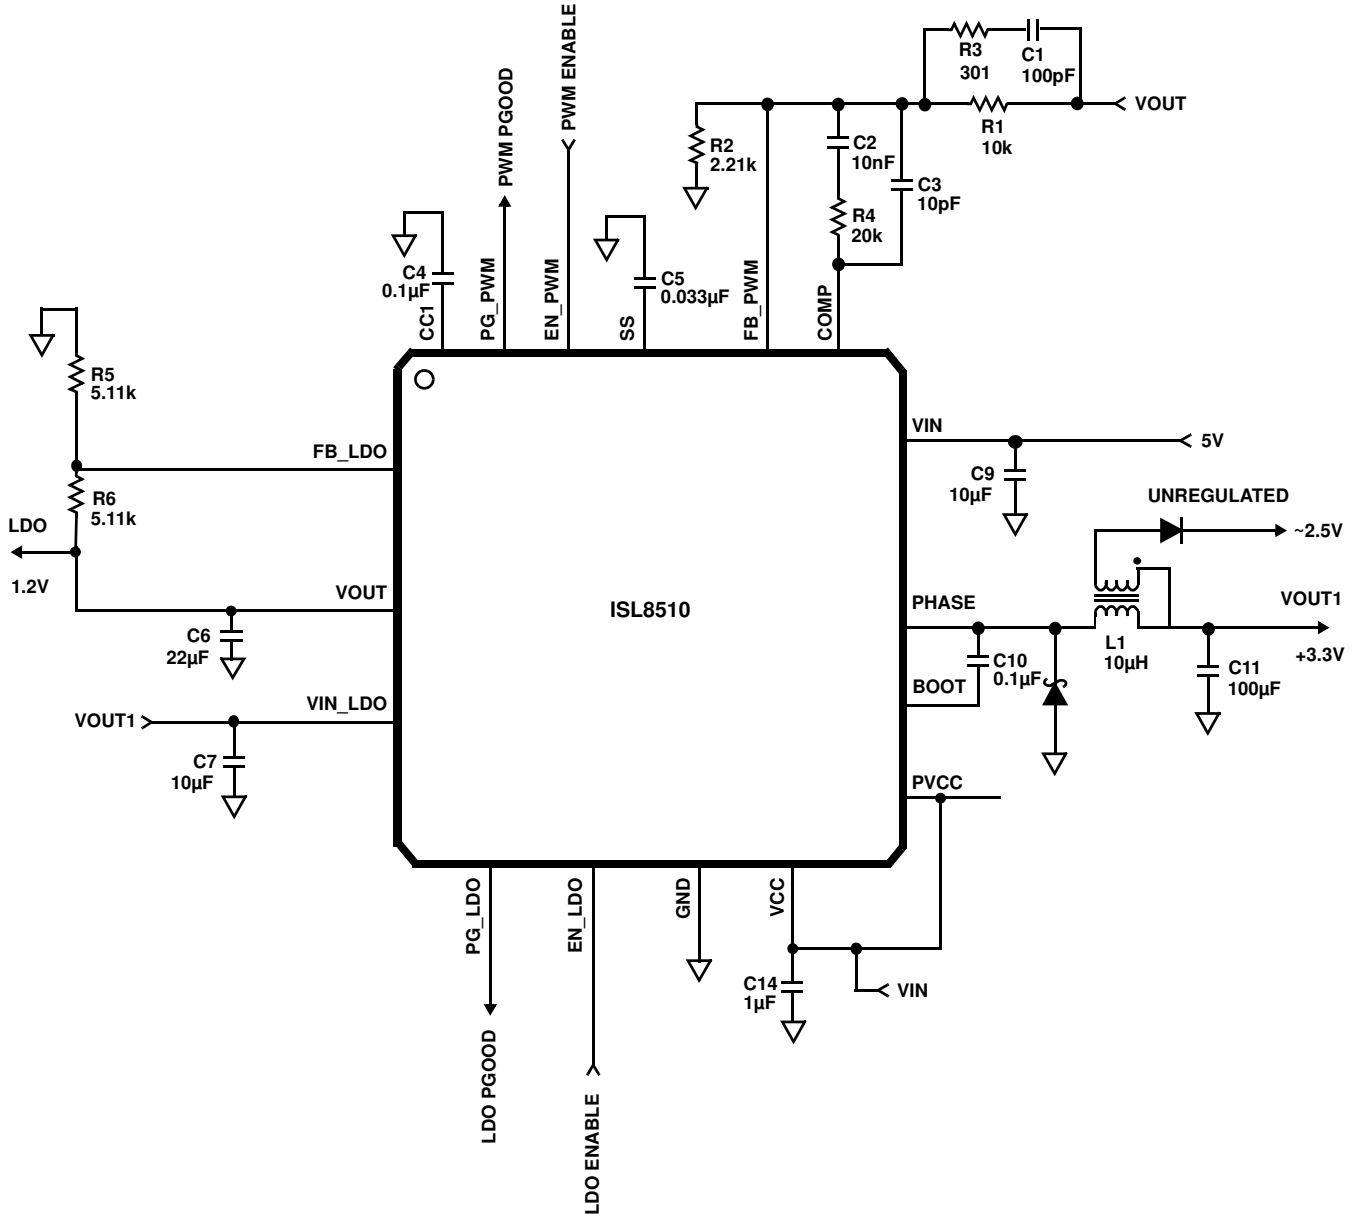 PWM ENABLE
PWM PGOOD
R3
301
C1
100pF
VOUT
R1
10k
R2
2.21k
C2
10nF
C3
10pF
R4
20k
C4
0.1µF
CC1
PG_PWM
EN_PWM
SS
C5
0.033µF
FB_PWM
COMP
R5
5.11k
FB_LDO
R6
5.11k
LDO
1.2V
VOUT
C6
22µF
VIN_LDO
VOUT1
C7
10µF
ISL8510
VIN
5V
C9
10µF
UNREGULATED
~2.5V
PHASE
VOUT1
L1
10µH
+3.3V
C10
0.1µF
C11
100µF
BOOT
PVCC
PG_LDO
EN_LDO
GND
VCC
C14
1µF
VIN
LDO PGOOD
LDO ENABLE